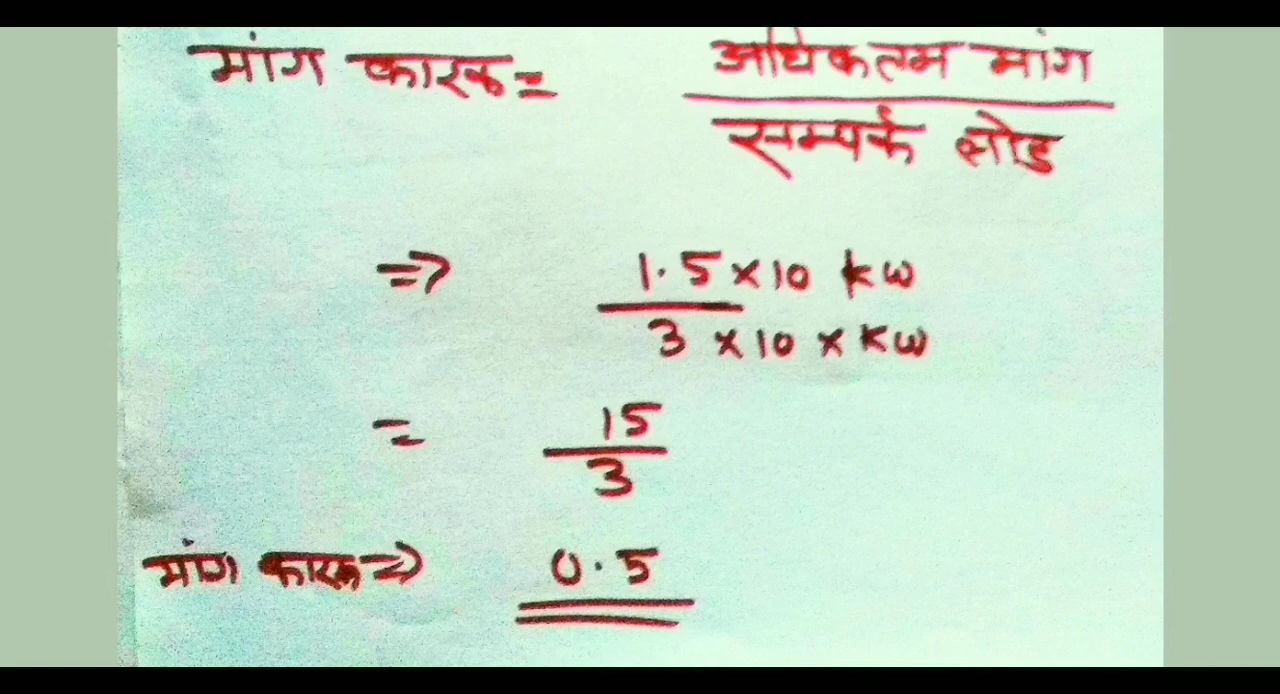 मांग कारक = अधिकतम मांग
सम्पर्क लोड
=> 1.5 x 10 kw
3 x 10 x kw
= 15
3
मांग कारक => 0.5